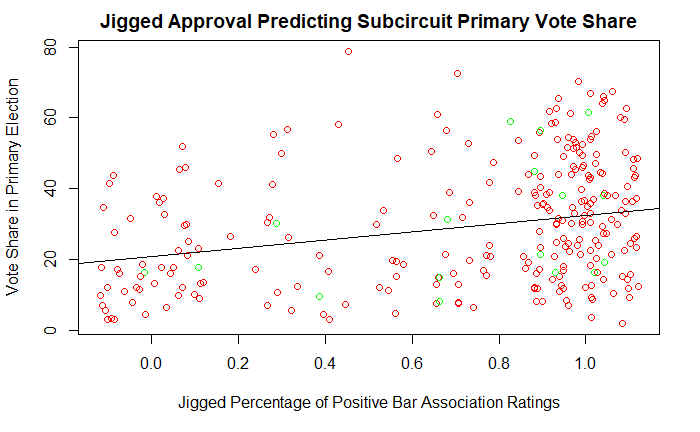 Jigged Approval Predicting Subcircuit Primary Vote Share
Vote Share in Primary Election
80
60
40
20
0
0.0 0.2 0.4 0.6 0.8 1.0
Jigged Percentage of Positive Bar Association Ratings